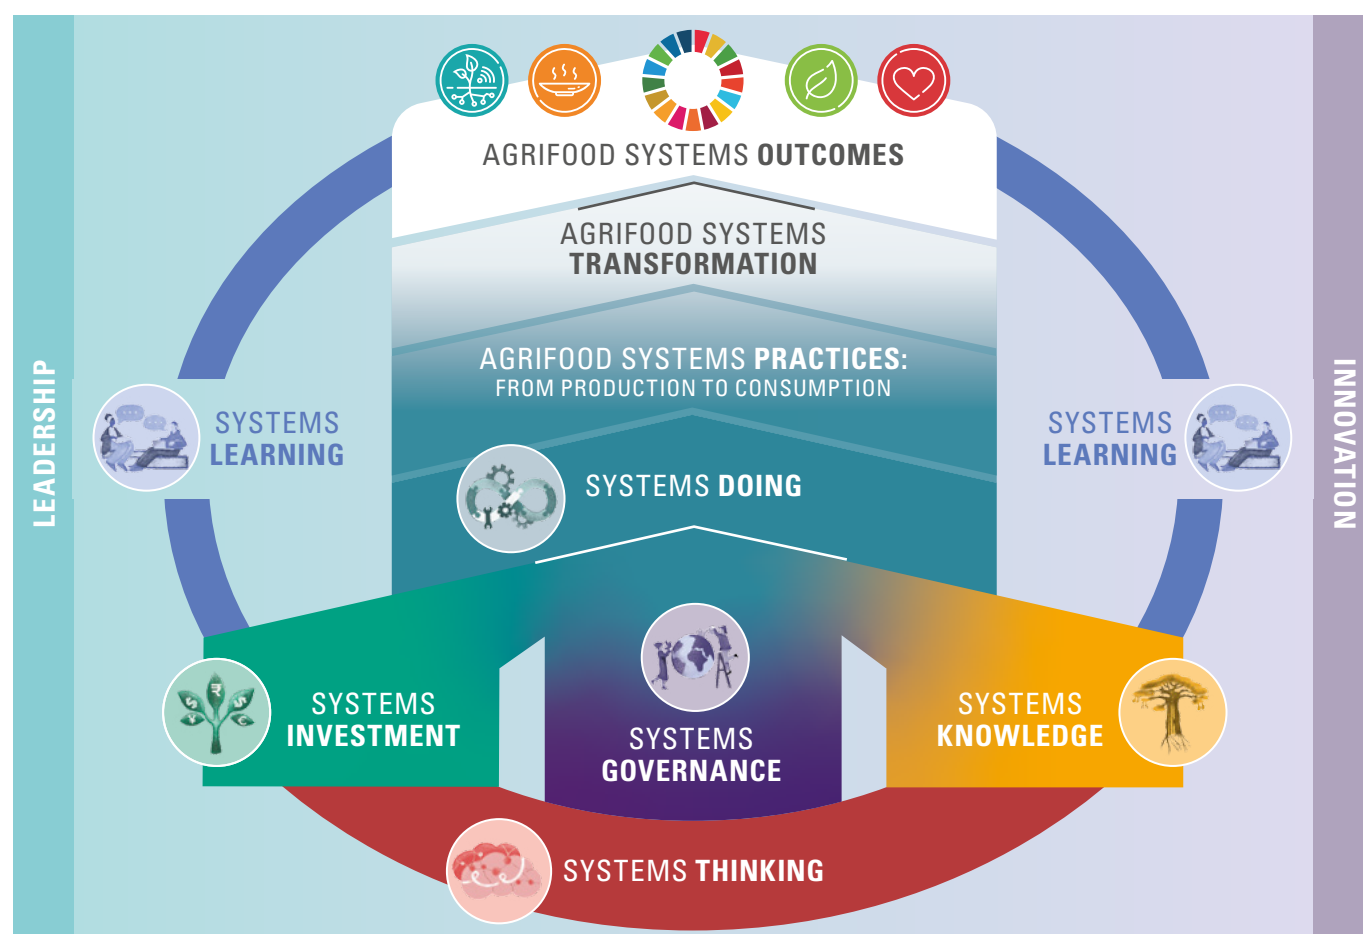 AGRIFOOD SYSTEMS OUTCOMES
AGRIFOOD SYSTEMS
TRANSFORMATION
AGRIFOOD SYSTEMS PRACTICES:
FROM PRODUCTION TO CONSUMPTION
LEADERSHIP
SYSTEMS
LEARNING
SYSTEMS
LEARNING
INNOVATION
SYSTEMS DOING
SYSTEMS
INVESTMENT
SYSTEMS
GOVERNANCE
SYSTEMS
KNOWLEDGE
SYSTEMS THINKING